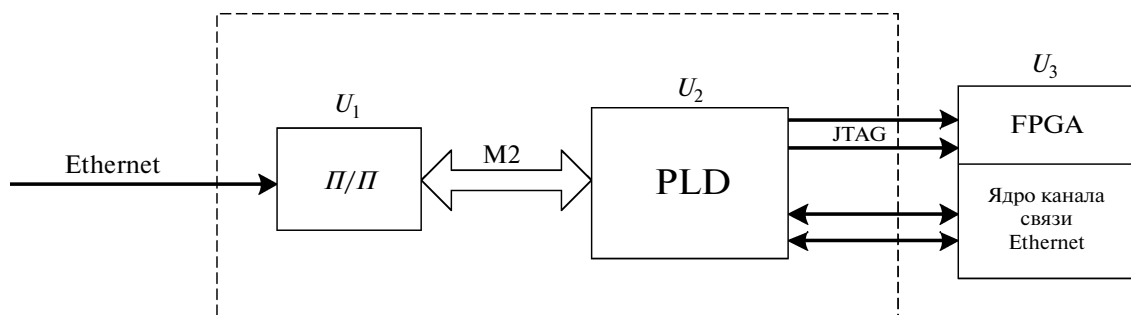 Ethernet
U1
П/П
M2
U2
PLD
JTAG
U3
FPGA
Ядро канала
связи
Ethernet